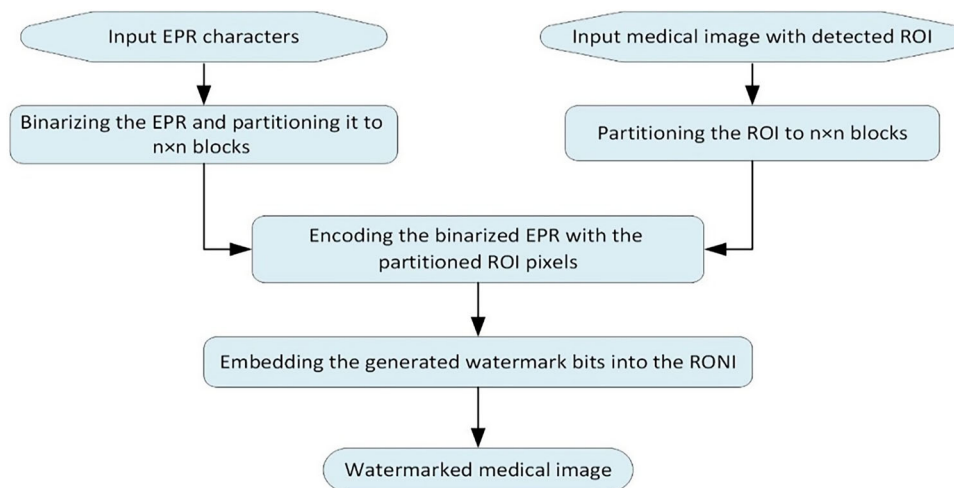 Input EPR characters
Input medical image with detected ROI
Binarizing the EPR and partitioning it to
n×n blocks
Partitioning the ROI to n×n blocks
Encoding the binarized EPR with the
partitioned ROI pixels
Embedding the generated watermark bits into the RONI
Watermarked medical image